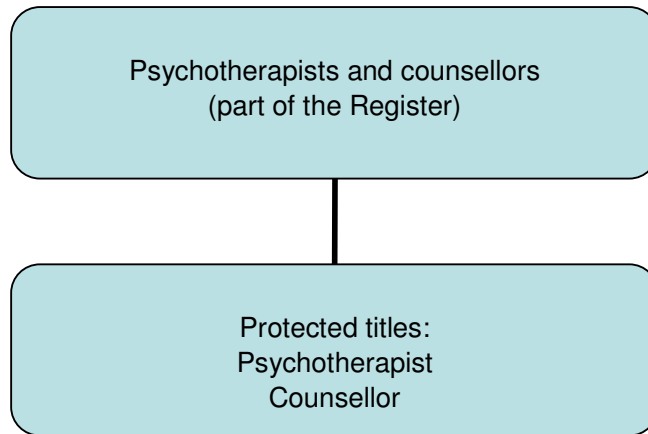 Psychotherapists and counsellors
(part of the Register)
Protected titles:
Psychotherapist
Counsellor